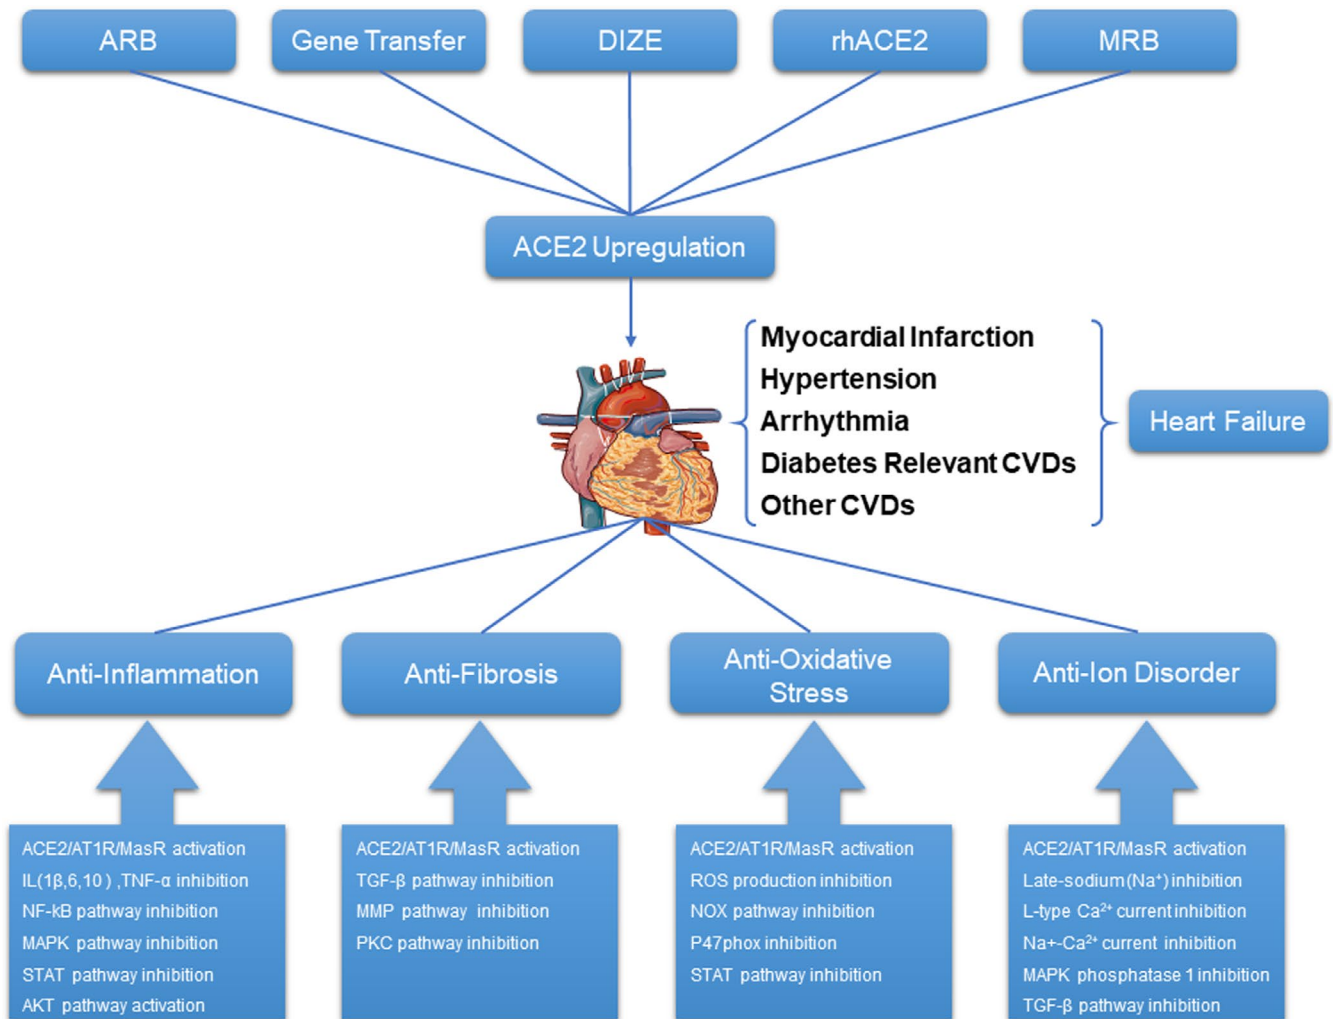 ARB
Gene Transfer
DIZE
rhACE2
MRB
ACE2 Upregulation
Myocardial Infarction
Hypertension
Arrhythmia
Diabetes Relevant CVDs
Other CVDs
Heart Failure
Anti-Inflammation
Anti-Fibrosis
Anti-Oxidative
Stress
Anti-Ion Disorder
ACE2/AT1R/MasR activation
IL(1β,6,10 ) ,TNF-α inhibition
NF-kB pathway inhibition
MAPK pathway inhibition
STAT pathway inhibition
AKT pathway activation
ACE2/AT1R/MasR activation
TGF-β pathway inhibition
MMP pathway inhibition
PKC pathway inhibition
ACE2/AT1R/MasR activation
ROS production inhibition
NOX pathway inhibition
P47phox inhibition
STAT pathway inhibition
ACE2/AT1R/MasR activation
Late-sodium(Na⁺) inhibition
L-type Ca²⁺ current inhibition
Na+-Ca²⁺ current inhibition
MAPK phosphatase 1 inhibition
TGF-β pathway inhibition